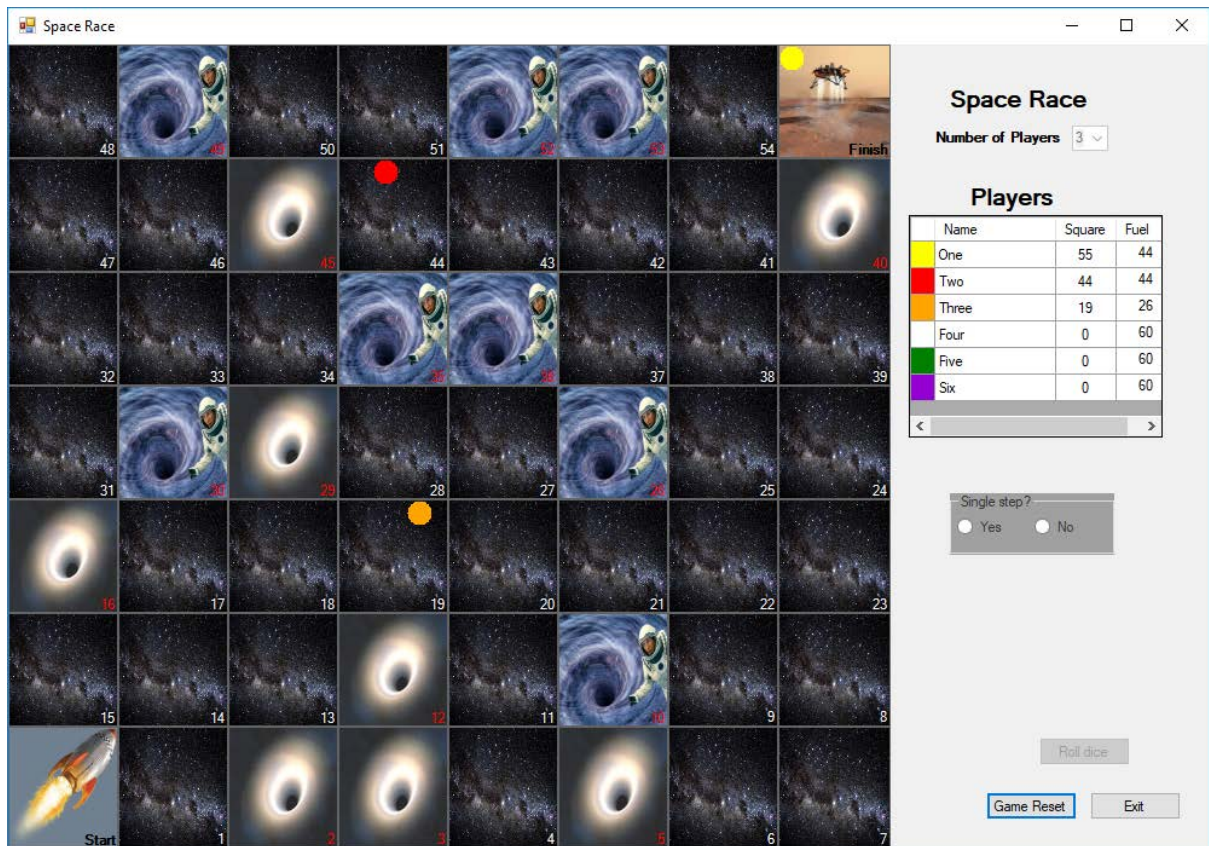 Space Race
48 49 50 51 52 53 54 Finish
47 46 45 44 43 42 41 40
32 33 34 35 36 37 38 39
31 30 29 28 27 26 25 24
16 17 18 19 20 21 22 23
15 14 13 12 11 10 9 8
Start 1 2 3 4 5 6 7
Space Race
Number of Players 3
Players
Name Square Fuel
One 55 44
Two 44 44
Three 19 26
Four 0 60
Five 0 60
Six 0 60
Single step?
Yes No
Roll dice
Game Reset Exit